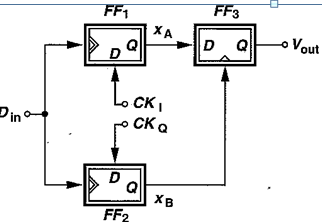 FF1 FF3
D Q xA D Q Vout
CKI
Din
CKQ
D Q xB
FF2